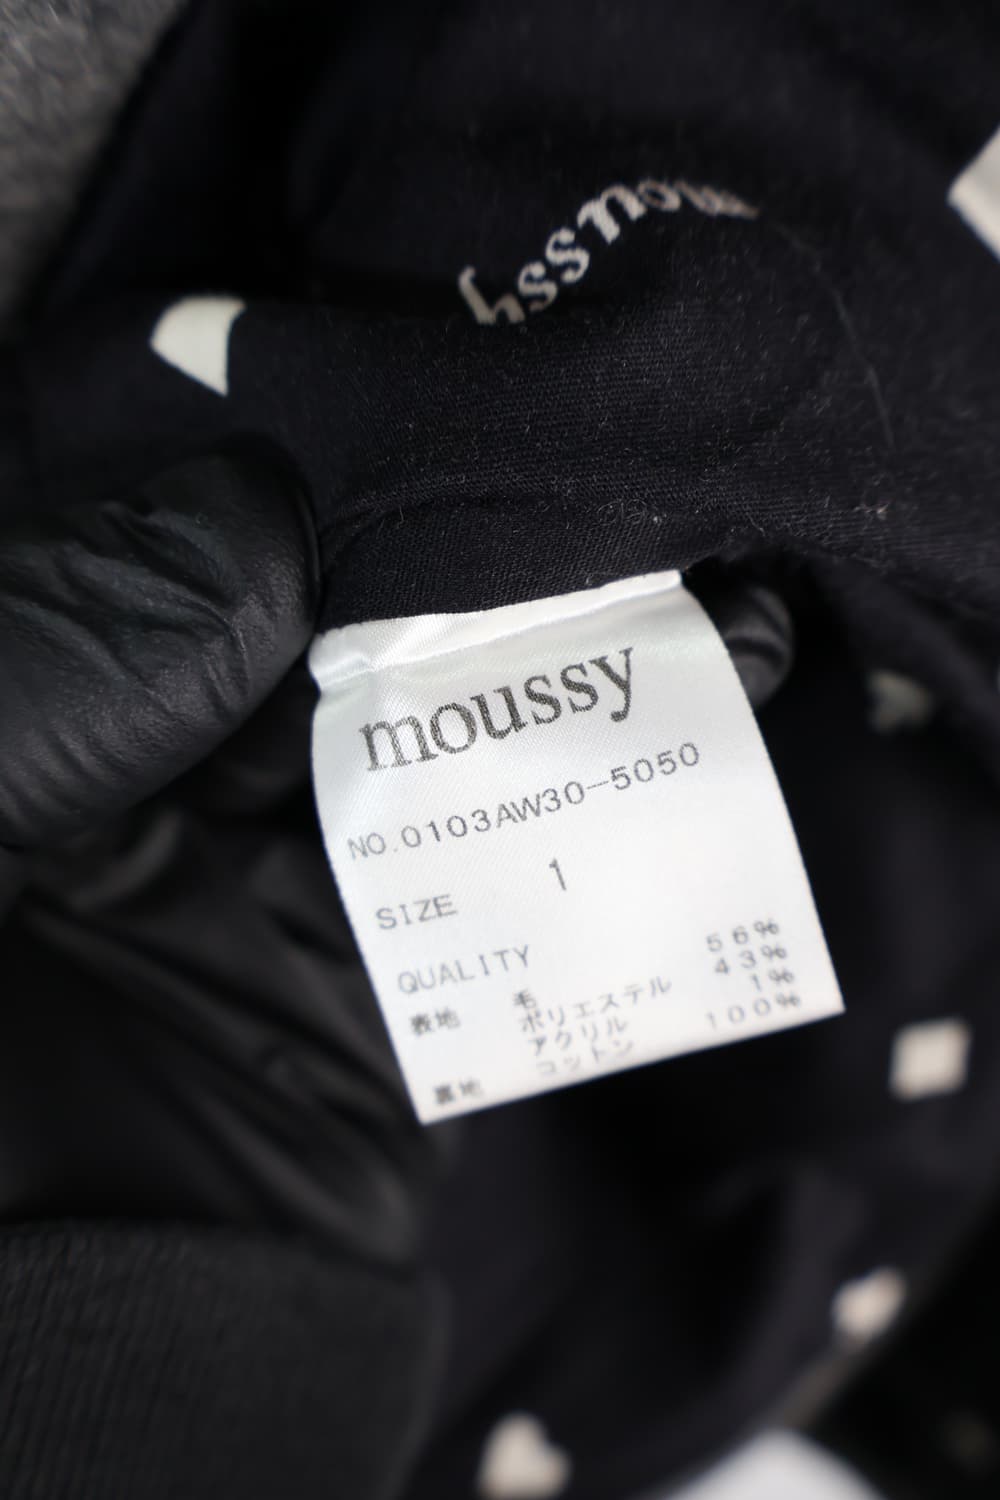 moussy
moussy
NO.0103AW30-5050
SIZE 1
QUALITY
表地 毛 56%
ポリエステル 43%
アクリル 1%
裏地 コットン 100%